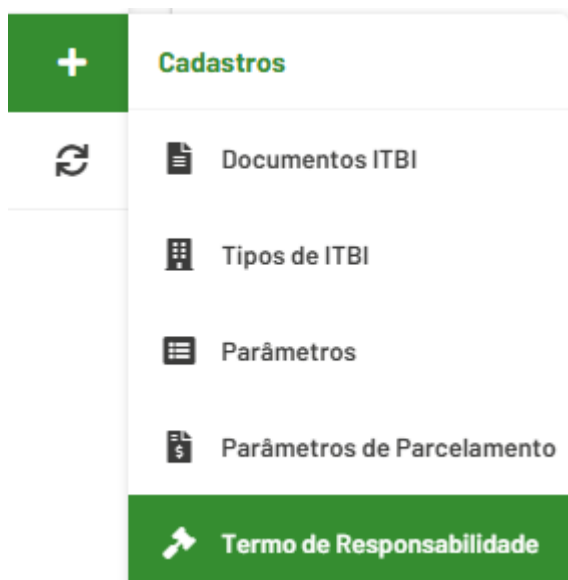 Cadastros
Documentos ITBI
Tipos de ITBI
Parâmetros
Parâmetros de Parcelamento
Termo de Responsabilidade